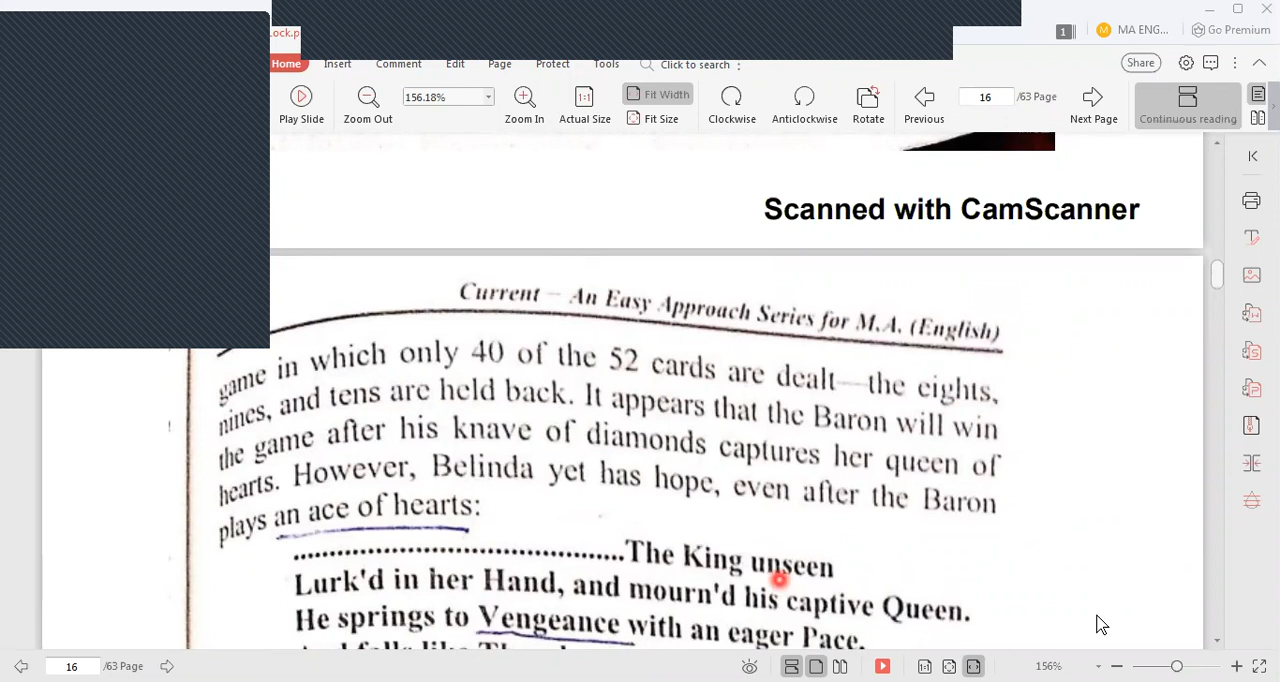 ock.p
1
MA ENG...
Go Premium
Home Insert Comment Edit Page Protect Tools Click to search :
Share
Play Slide
Zoom Out
156.18%
Zoom In
Actual Size
Fit Width
Fit Size
Clockwise
Anticlockwise
Rotate
Previous
16 /63 Page
Next Page
Continuous reading
Scanned with CamScanner
Current – An Easy Approach Series for M.A. (English)
game in which only 40 of the 52 cards are dealt—the eights,
nines, and tens are held back. It appears that the Baron will win
the game after his knave of diamonds captures her queen of
hearts. However, Belinda yet has hope, even after the Baron
plays an ace of hearts:
.......................................The King unseen
Lurk'd in her Hand, and mourn'd his captive Queen.
He springs to Vengeance with an eager Pace,
And falls like
16 /63 Page
156%